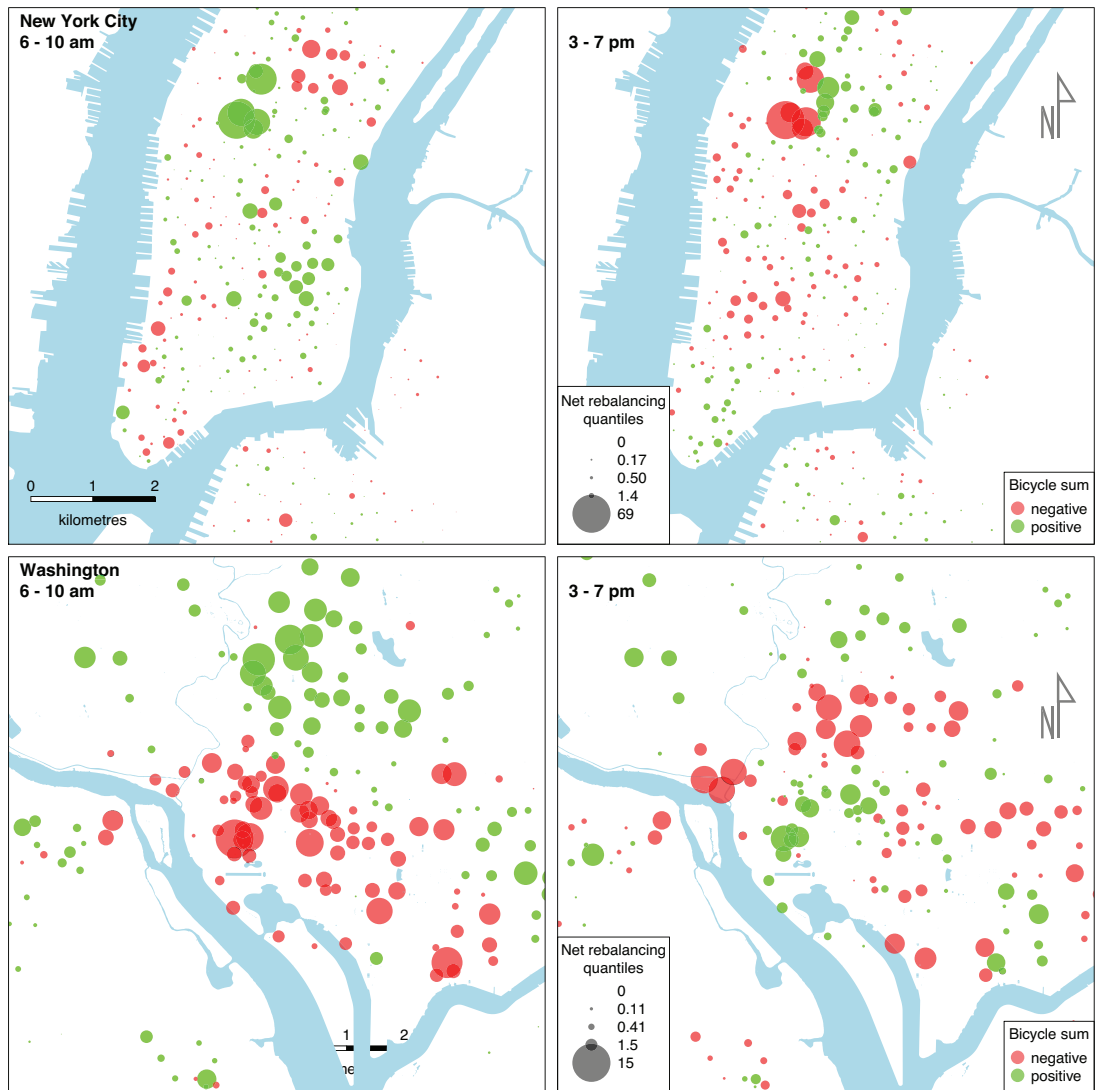 New York City
6 - 10 am
0 1 2
kilometres
3 - 7 pm
N
Net rebalancing
quantiles
0
0.17
0.50
1.4
69
Bicycle sum
negative
positive
Washington
6 - 10 am
1 2
3 - 7 pm
N
Net rebalancing
quantiles
0
0.11
0.41
1.5
15
Bicycle sum
negative
positive